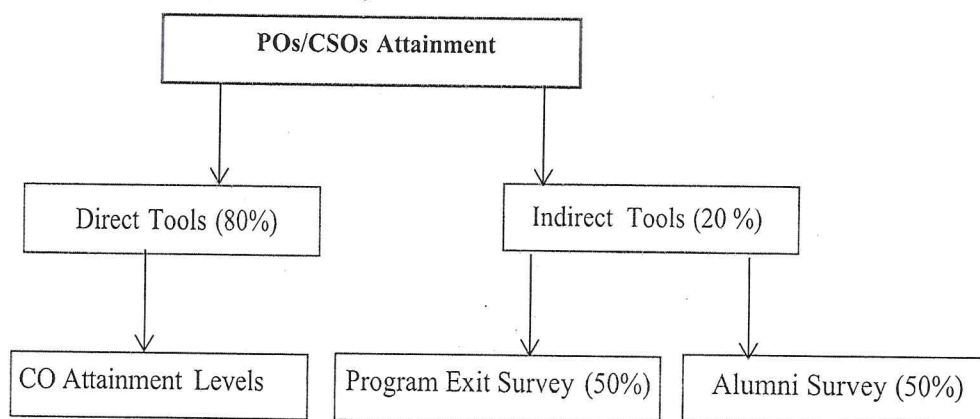 POs/CSOs Attainment
Direct Tools (80%)
Indirect Tools (20 %)
CO Attainment Levels
Program Exit Survey (50%)
Alumni Survey (50%)